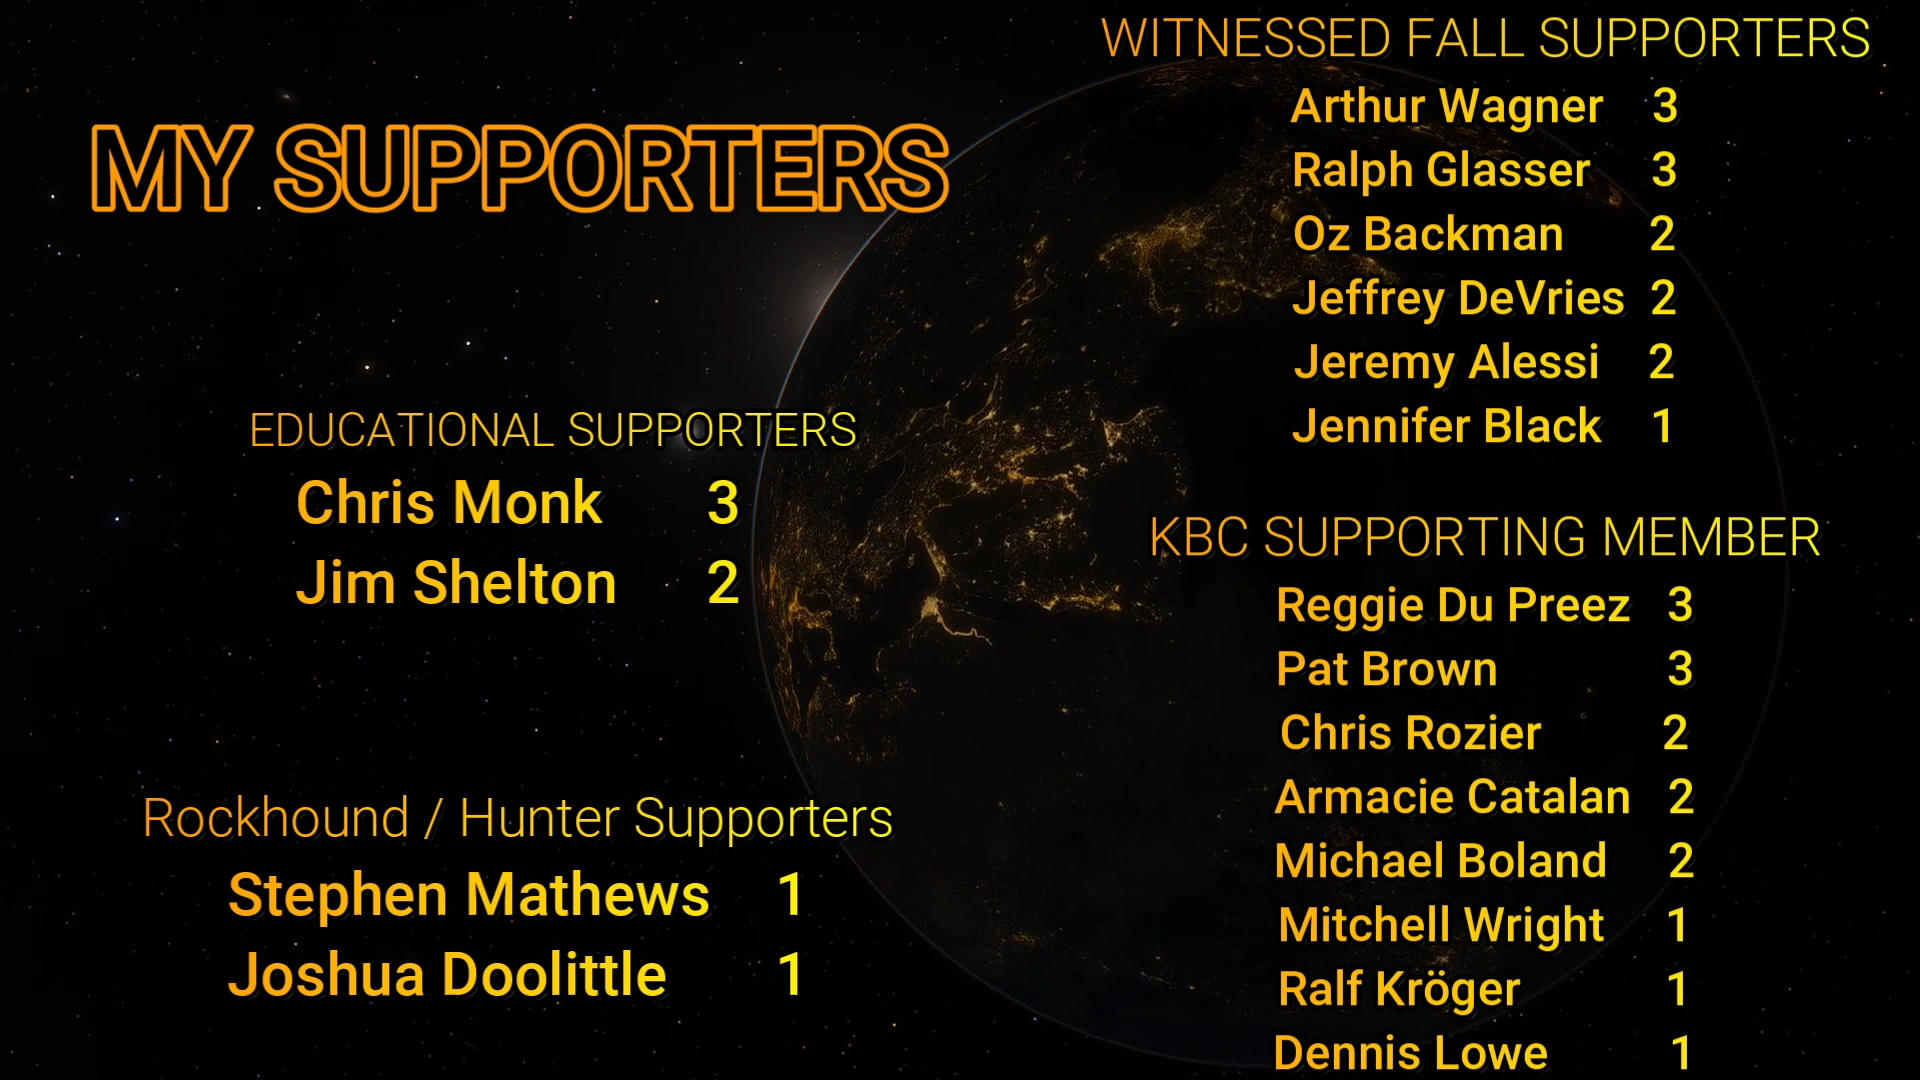 MY SUPPORTERS
EDUCATIONAL SUPPORTERS
Chris Monk 3
Jim Shelton 2
Rockhound / Hunter Supporters
Stephen Mathews 1
Joshua Doolittle 1
WITNESSED FALL SUPPORTERS
Arthur Wagner 3
Ralph Glasser 3
Oz Backman 2
Jeffrey DeVries 2
Jeremy Alessi 2
Jennifer Black 1
KBC SUPPORTING MEMBER
Reggie Du Preez 3
Pat Brown 3
Chris Rozier 2
Armacie Catalan 2
Michael Boland 2
Mitchell Wright 1
Ralf Kröger 1
Dennis Lowe 1